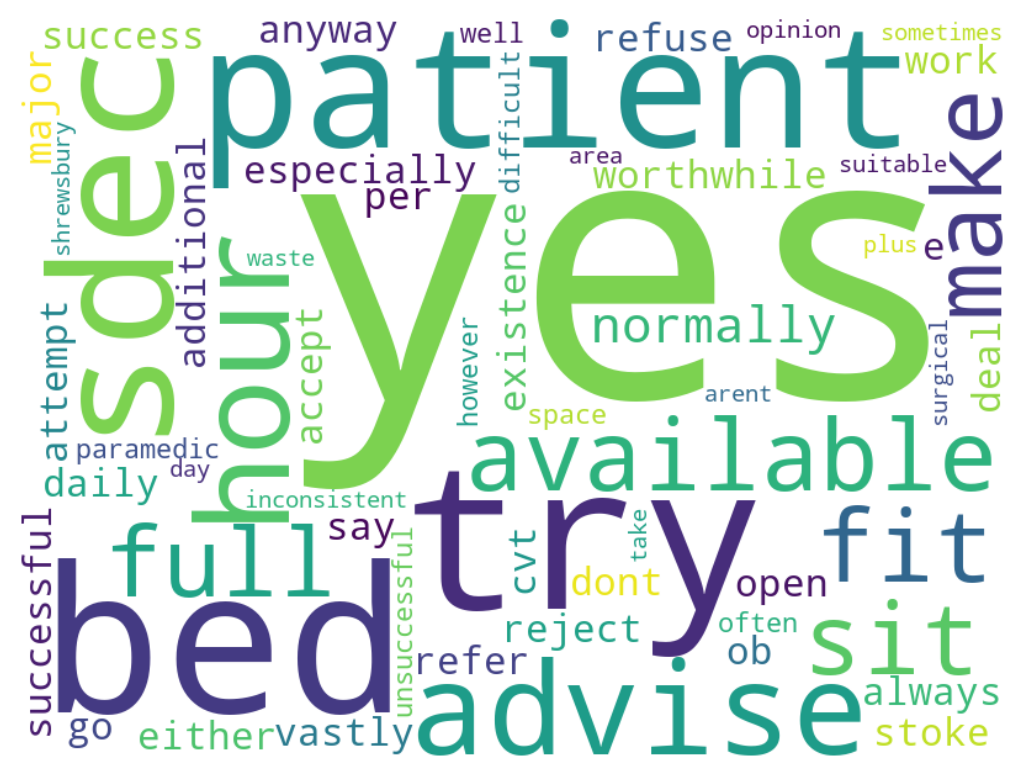 success
anyway
well
refuse
opinion
sometimes
work
major
sdec
patient
difficult
make
shrewsbury
additional
especially
per
area
worthwhile
suitable
yes
hour
waste
existence
plus
e
normally
attempt
accept
however
surgical
deal
arent
space
available
paramedic
day
daily
inconsistent
try
full
say
successful
unsuccessful
cvt
take
dont
open
fit
bed
reject
often
ob
sit
refer
advise
always
go
either
vastly
stoke